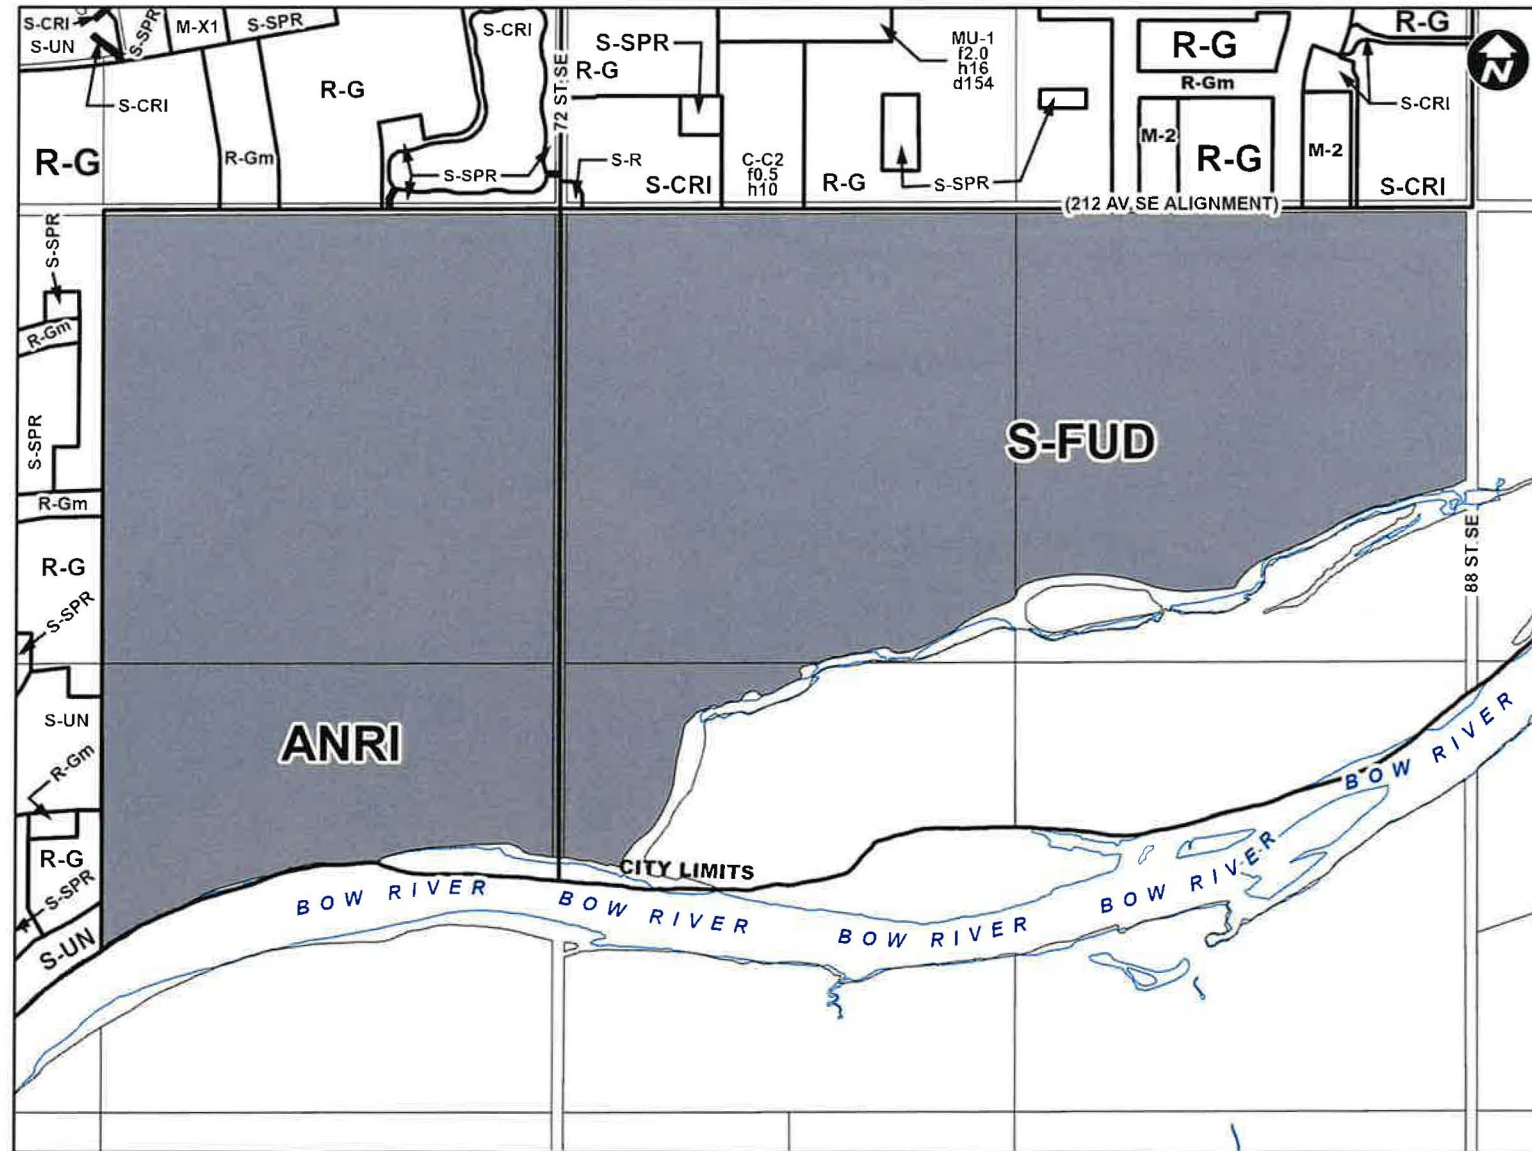 S-CRI
S-UN
S-SPR
M-X1
S-SPR
S-CRI
R-G
R-G
R-Gm
S-CRI
S-SPR
72 ST. SE
S-SPR
R-G
S-R
S-CRI
C-C2
f0.5
h10
R-G
MU-1
f2.0
h16
d154
S-SPR
R-G
R-Gm
M-2
R-G
M-2
R-G
S-CRI
S-CRI
N
(212 AV. SE ALIGNMENT)
S-SPR
R-Gm
S-SPR
R-Gm
R-G
S-SPR
S-UN
R-Gm
R-G
S-SPR
S-UN
S-FUD
ANRI
88 ST. SE
CITY LIMITS
BOW RIVER
BOW RIVER
BOW RIVER
BOW RIVER
BOW RIVER